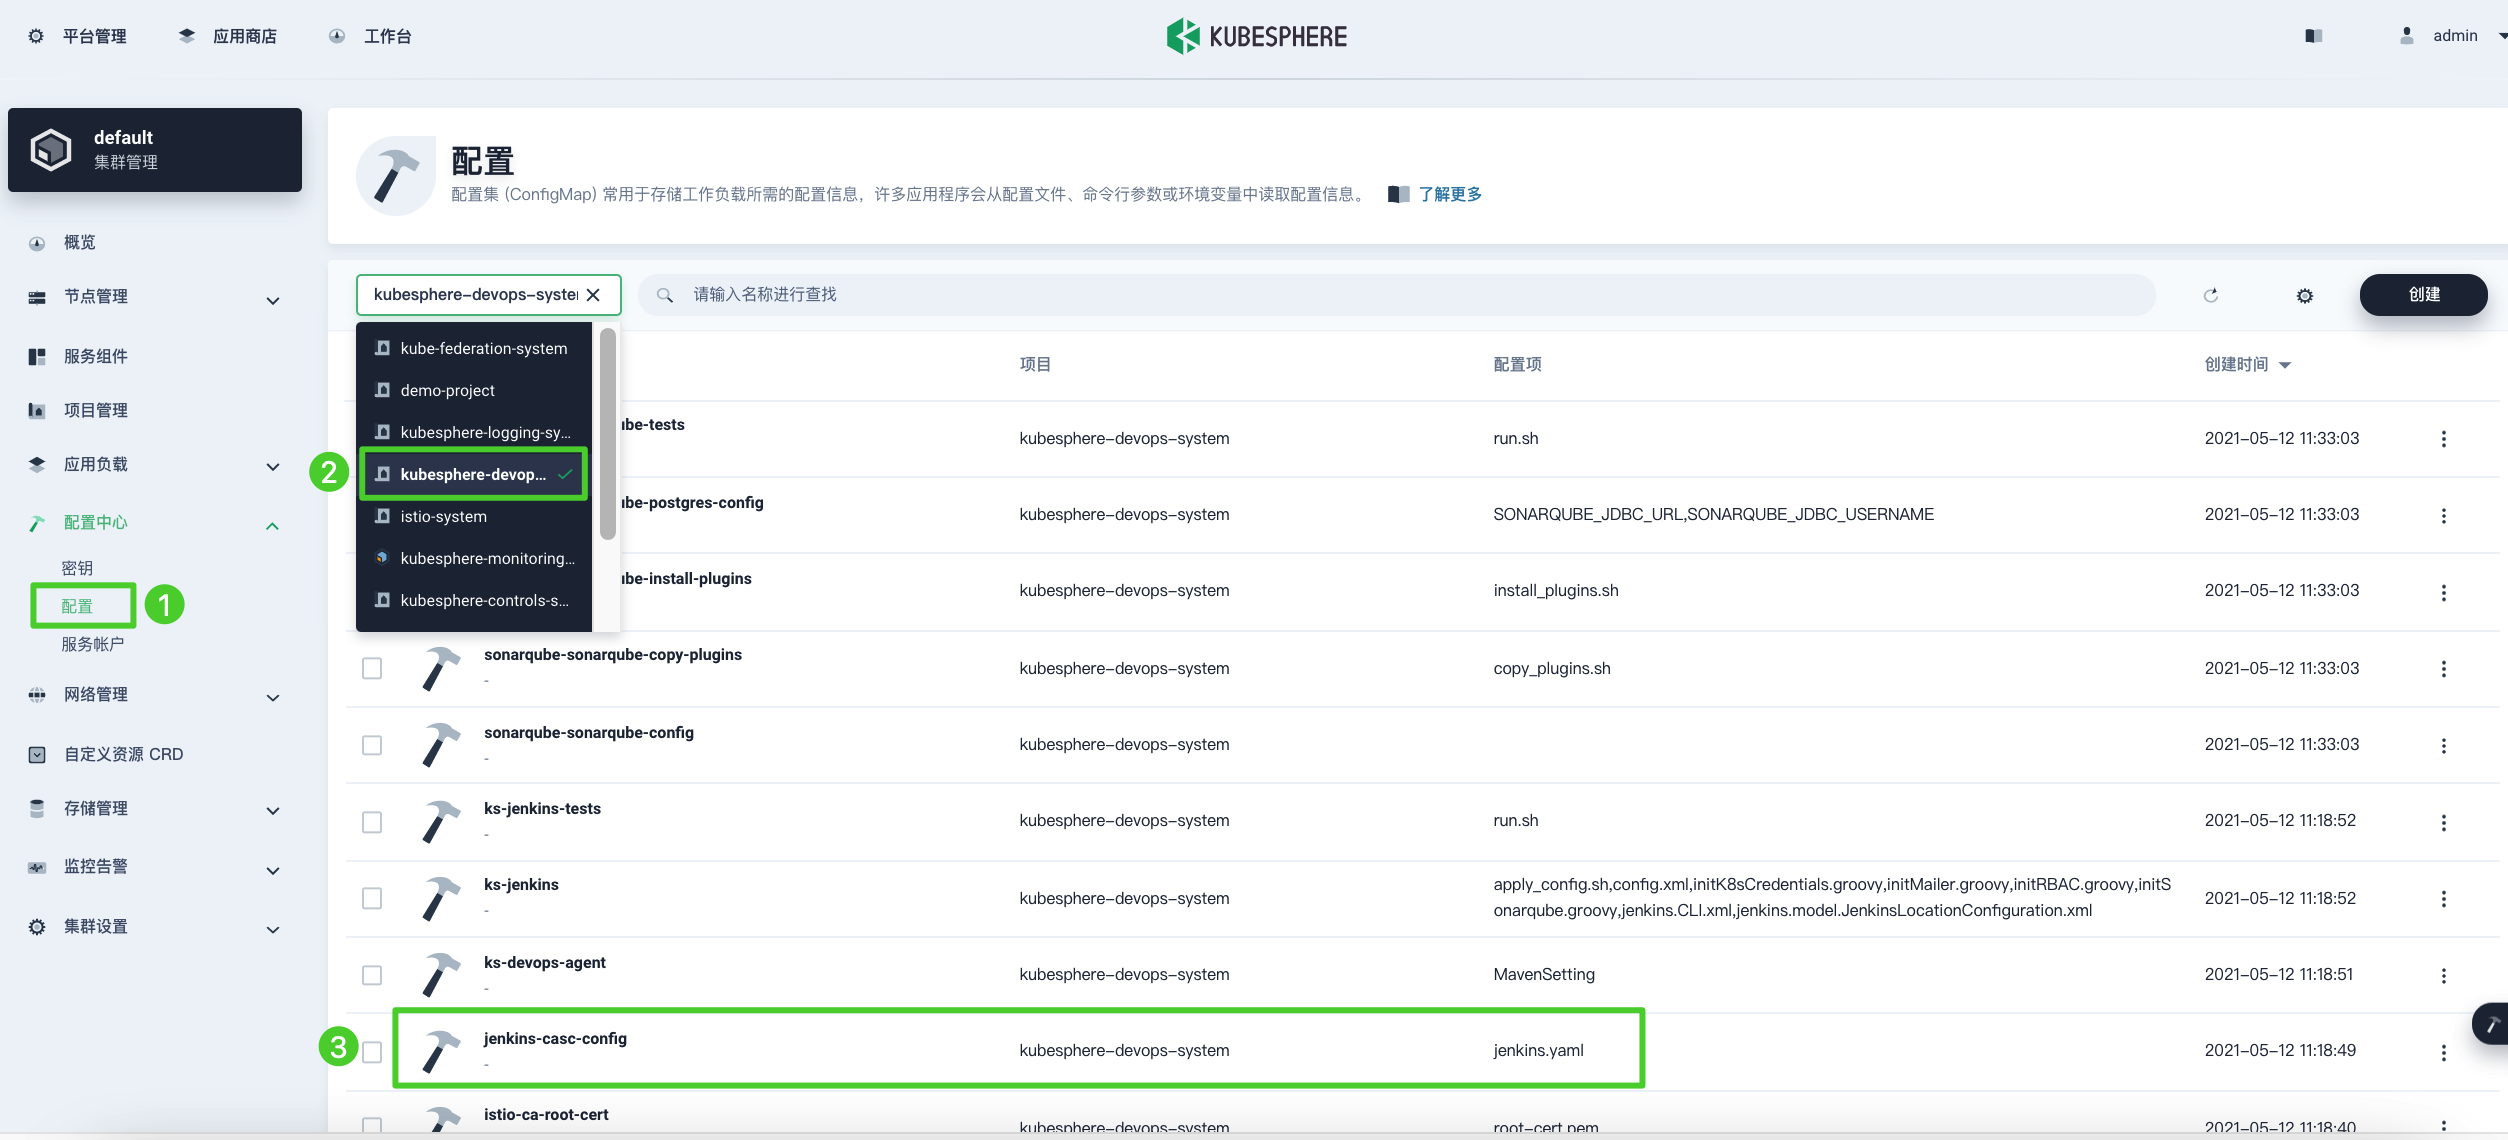 平台管理
应用商店
工作台
KUBESPHERE
admin
default
集群管理
概览
节点管理
服务组件
项目管理
应用负载
配置中心
密钥
配置
1
服务帐户
网络管理
自定义资源 CRD
存储管理
监控告警
集群设置
配置
配置集 (ConfigMap) 常用于存储工作负载所需的配置信息，许多应用程序会从配置文件、命令行参数或环境变量中读取配置信息。 了解更多
kubesphere-devops-system
请输入名称进行查找
创建
kube-federation-system
demo-project
kubesphere-logging-sy...
2
kubesphere-devop...
istio-system
kubesphere-monitoring...
kubesphere-controls-s...
项目
配置项
创建时间
ube-tests
kubesphere-devops-system
run.sh
2021-05-12 11:33:03
ube-postgres-config
kubesphere-devops-system
SONARQUBE_JDBC_URL,SONARQUBE_JDBC_USERNAME
2021-05-12 11:33:03
ube-install-plugins
kubesphere-devops-system
install_plugins.sh
2021-05-12 11:33:03
sonarqube-sonarqube-copy-plugins
-
kubesphere-devops-system
copy_plugins.sh
2021-05-12 11:33:03
sonarqube-sonarqube-config
-
kubesphere-devops-system
2021-05-12 11:33:03
ks-jenkins-tests
-
kubesphere-devops-system
run.sh
2021-05-12 11:18:52
ks-jenkins
-
kubesphere-devops-system
apply_config.sh,config.xml,initK8sCredentials.groovy,initMailer.groovy,initRBAC.groovy,initS
onarqube.groovy,jenkins.CLI.xml,jenkins.model.JenkinsLocationConfiguration.xml
2021-05-12 11:18:52
ks-devops-agent
-
kubesphere-devops-system
MavenSetting
2021-05-12 11:18:51
3
jenkins-casc-config
-
kubesphere-devops-system
jenkins.yaml
2021-05-12 11:18:49
istio-ca-root-cert
kubesphere-devops-system
root-cert.pem
2021-05-12 11:18:40